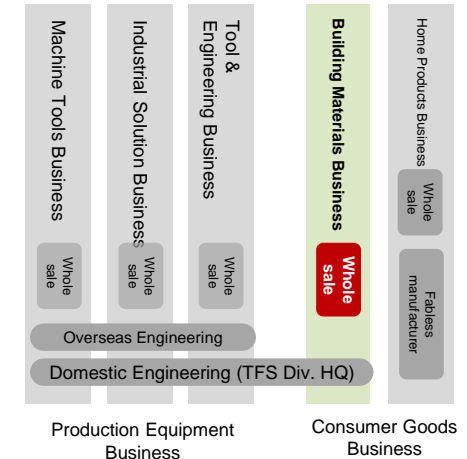 Machine Tools Business
Industrial Solution Business
Tool &
Engineering Business
Building Materials Business
Home Products Business
Whole
sale
Whole
sale
Whole
sale
Whole
sale
Whole
sale
Fabless
manufacturer
Overseas Engineering
Domestic Engineering (TFS Div. HQ)
Production Equipment
Business
Consumer Goods
Business